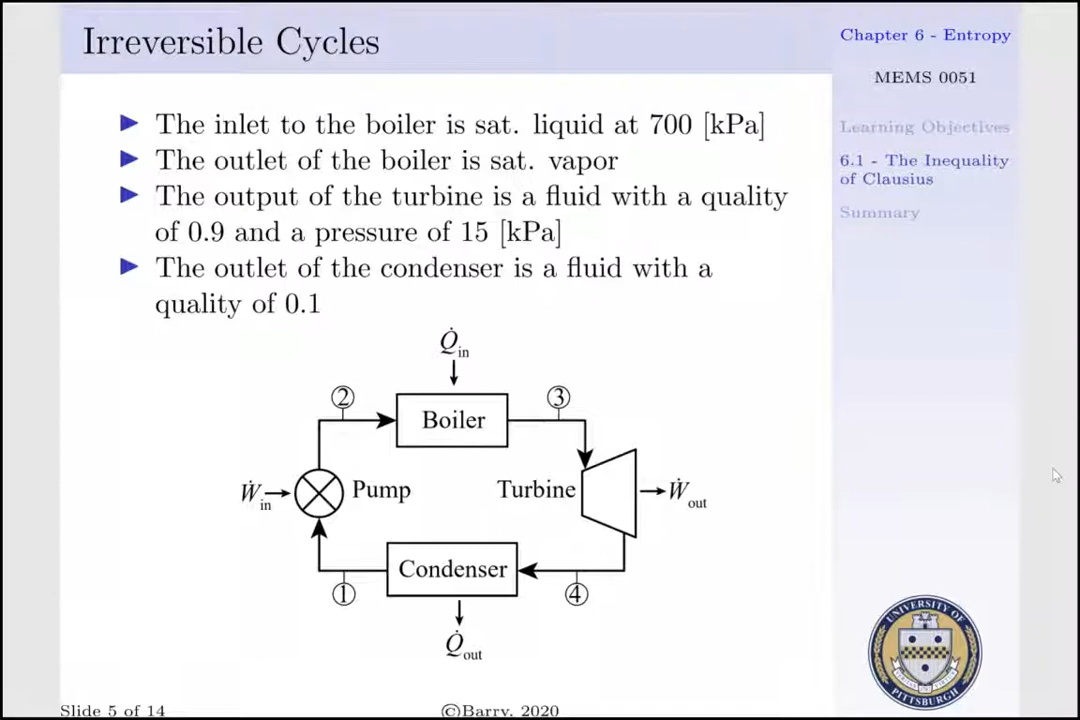 Irreversible Cycles
▶ The inlet to the boiler is sat. liquid at 700 [kPa]
▶ The outlet of the boiler is sat. vapor
▶ The output of the turbine is a fluid with a quality
of 0.9 and a pressure of 15 [kPa]
▶ The outlet of the condenser is a fluid with a
quality of 0.1
Q̇in
2
Boiler
3
Ẇin
Pump
Turbine
Ẇout
1
Condenser
4
Q̇out
Slide 5 of 14
©Barry, 2020
Chapter 6 - Entropy
MEMS 0051
Learning Objectives
6.1 - The Inequality
of Clausius
Summary
UNIVERSITY OF
PITTSBURGH